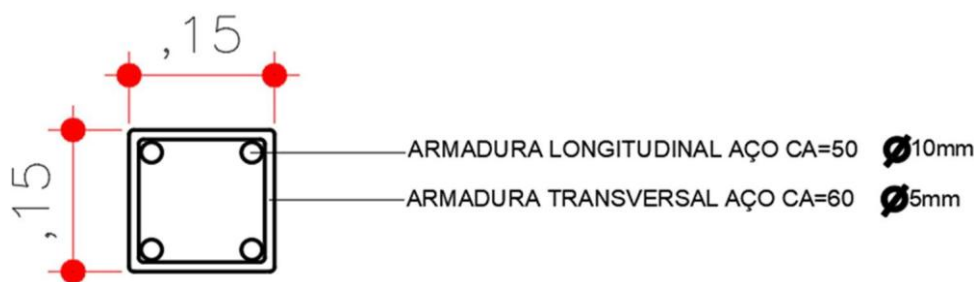 ,15
,15
ARMADURA LONGITUDINAL AÇO CA=50 Ø10mm
ARMADURA TRANSVERSAL AÇO CA=60 Ø5mm